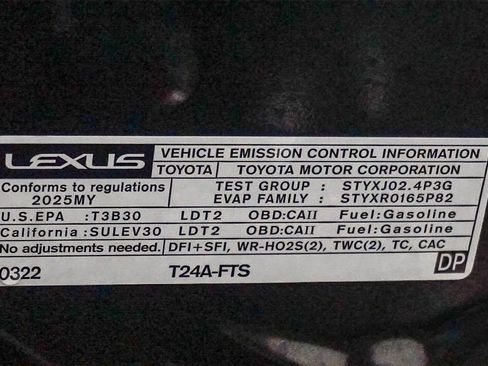 LEXUS VEHICLE EMISSION CONTROL INFORMATION
TOYOTA TOYOTA MOTOR CORPORATION
Conforms to regulations TEST GROUP : STYXJ02.4P3G
2025MY EVAP FAMILY : STYXR0165P82
U.S.EPA : T3B30 LDT2 OBD:CAII Fuel:Gasoline
California : SULEV30 LDT2 OBD:CAII Fuel:Gasoline
No adjustments needed. DFI+SFI, WR-HO2S(2), TWC(2), TC, CAC
0322 T24A-FTS DP